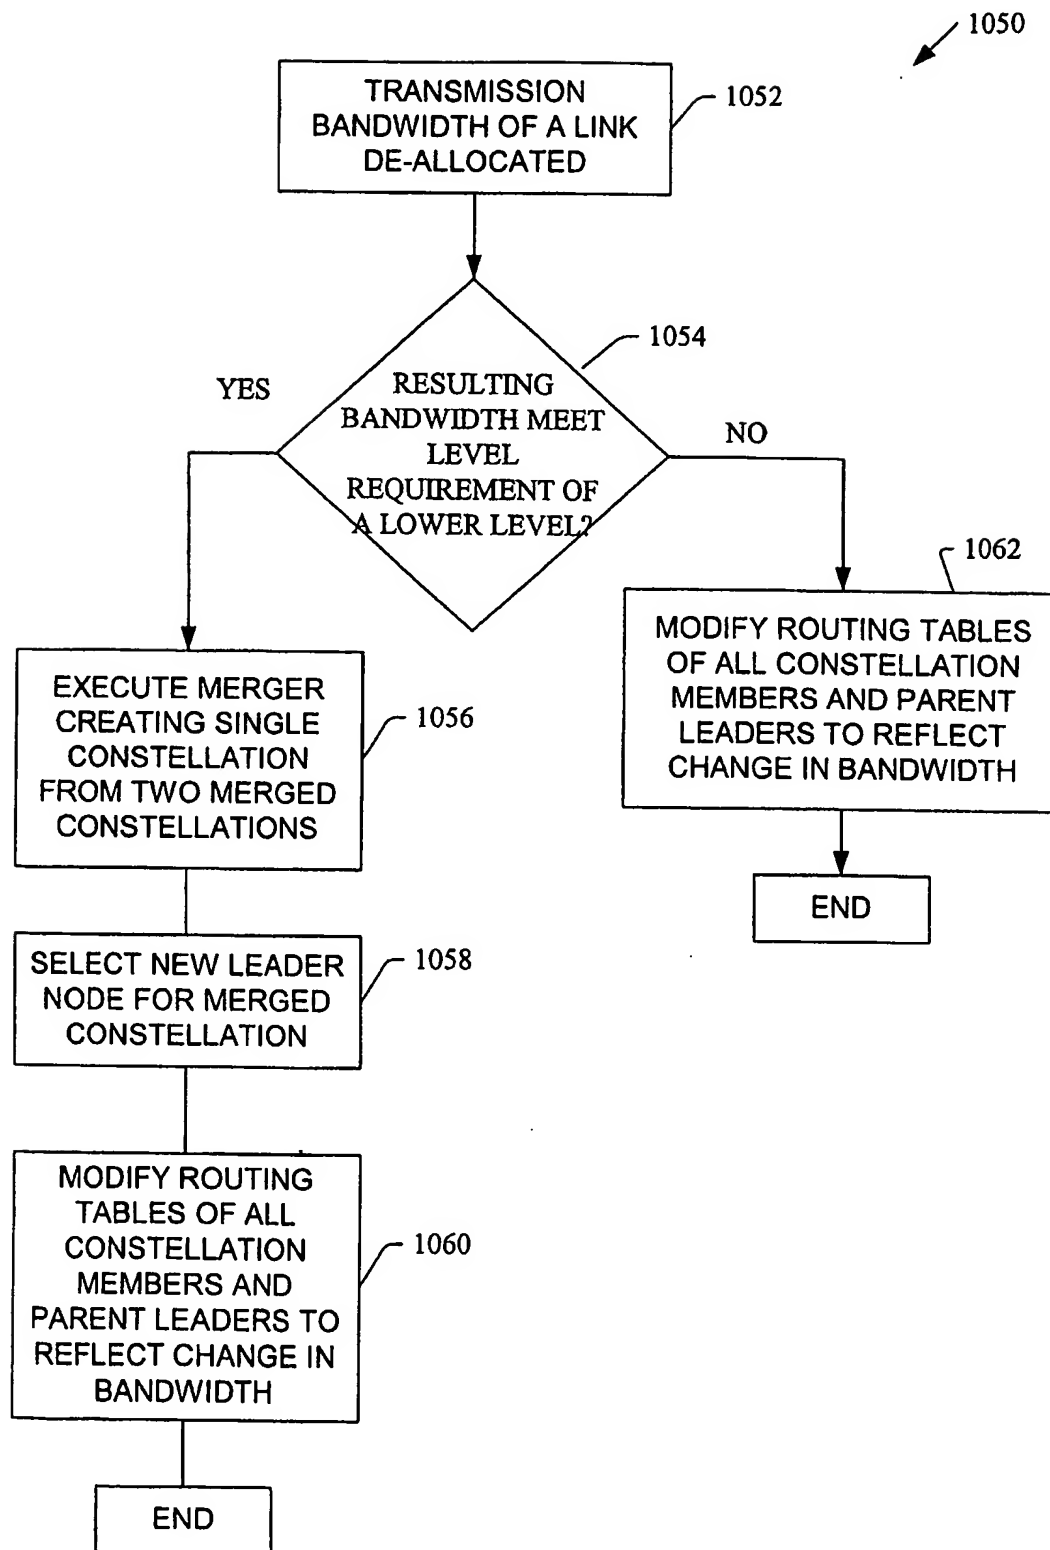 1050
TRANSMISSION
BANDWIDTH OF A LINK
DE-ALLOCATED
1052
1054
YES
RESULTING
BANDWIDTH MEET
LEVEL
REQUIREMENT OF
A LOWER LEVEL?
NO
1062
MODIFY ROUTING TABLES
OF ALL CONSTELLATION
MEMBERS AND PARENT
LEADERS TO REFLECT
CHANGE IN BANDWIDTH
END
EXECUTE MERGER
CREATING SINGLE
CONSTELLATION
FROM TWO MERGED
CONSTELLATIONS
1056
SELECT NEW LEADER
NODE FOR MERGED
CONSTELLATION
1058
MODIFY ROUTING
TABLES OF ALL
CONSTELLATION
MEMBERS AND
PARENT LEADERS TO
REFLECT CHANGE IN
BANDWIDTH
1060
END